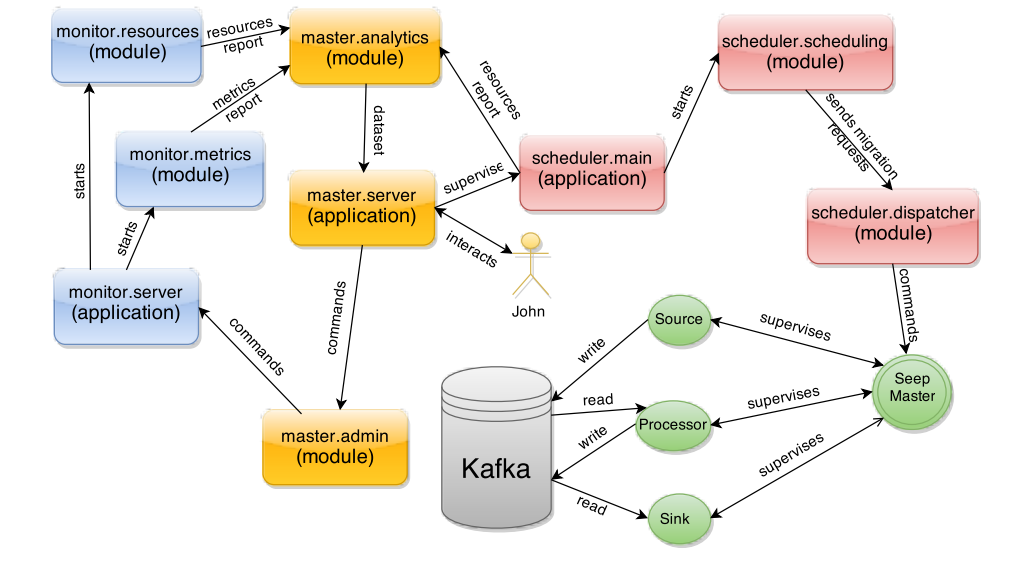 monitor.resources
(module)
resources
report
master.analytics
(module)
scheduler.scheduling
(module)
metrics
report
resources
report
starts
sends migration
requests
dataset
monitor.metrics
(module)
scheduler.main
(application)
starts
master.server
(application)
supervise
scheduler.dispatcher
(module)
starts
interacts
monitor.server
(application)
John
commands
commands
commands
Source
supervises
write
Seep
Master
read
Processor
supervises
write
master.admin
(module)
Kafka
supervises
read
Sink